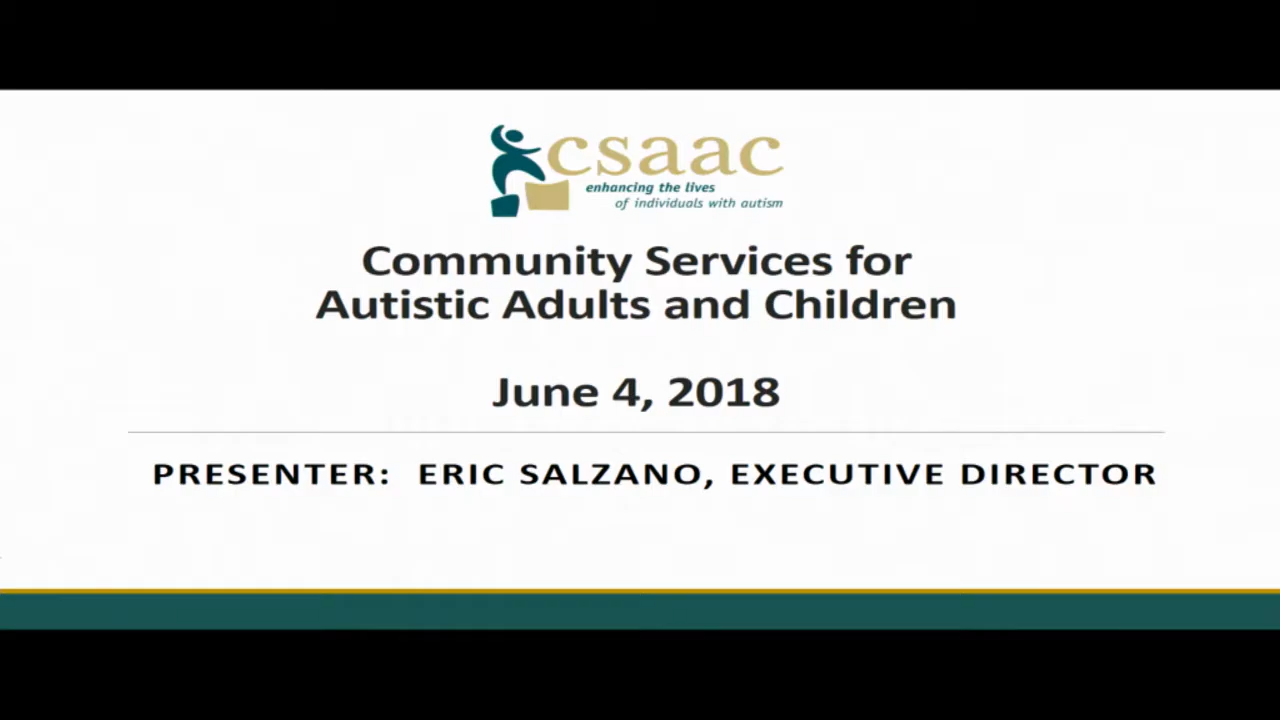 csaac
enhancing the lives
of individuals with autism
Community Services for
Autistic Adults and Children
June 4, 2018
PRESENTER: ERIC SALZANO, EXECUTIVE DIRECTOR